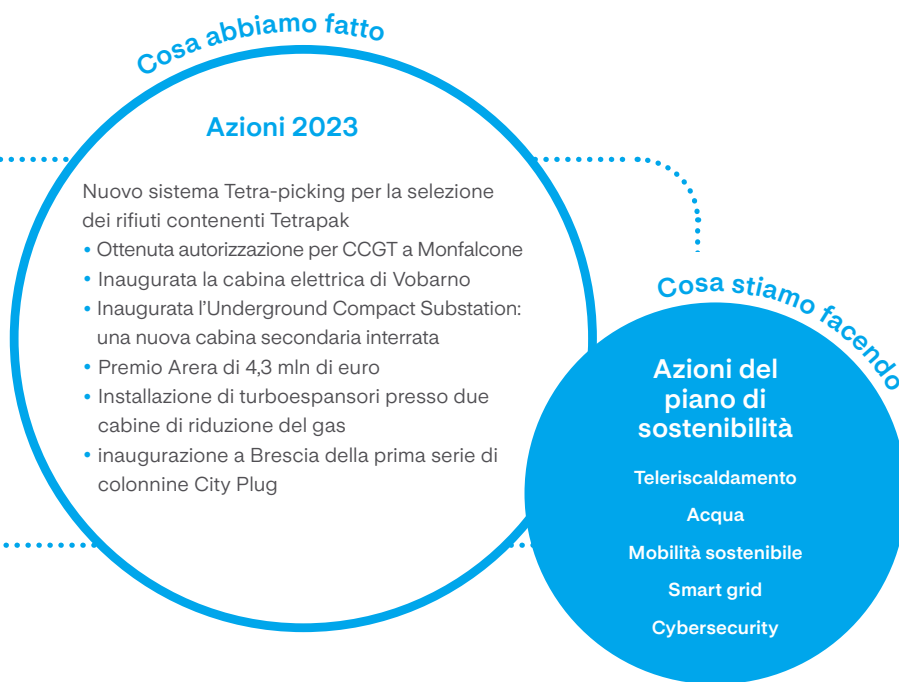 Cosa abbiamo fatto
Azioni 2023
Nuovo sistema Tetra-picking per la selezione
dei rifiuti contenenti Tetrapak
• Ottenuta autorizzazione per CCGT a Monfalcone
• Inaugurata la cabina elettrica di Vobarno
• Inaugurata l'Underground Compact Substation:
una nuova cabina secondaria interrata
• Premio Arera di 4,3 mln di euro
• Installazione di turboespansori presso due
cabine di riduzione del gas
• inaugurazione a Brescia della prima serie di
colonnine City Plug
Cosa stiamo facendo
Azioni del
piano di
sostenibilità
Teleriscaldamento
Acqua
Mobilità sostenibile
Smart grid
Cybersecurity